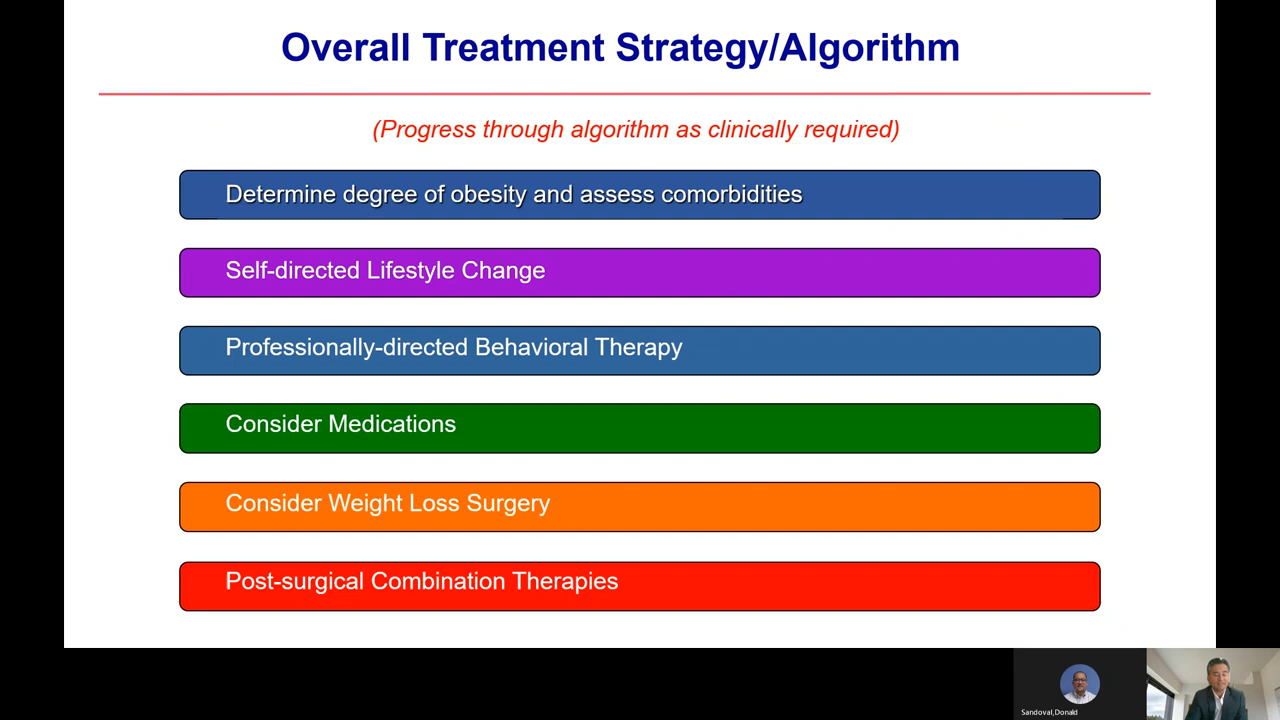 Overall Treatment Strategy/Algorithm
(Progress through algorithm as clinically required)
Determine degree of obesity and assess comorbidities
Self-directed Lifestyle Change
Professionally-directed Behavioral Therapy
Consider Medications
Consider Weight Loss Surgery
Post-surgical Combination Therapies
Sandoval,Donald